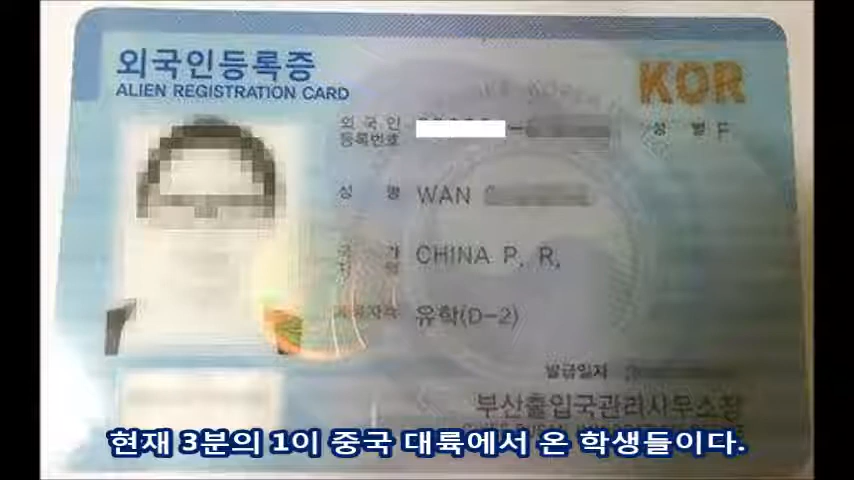 외국인등록증
KOR
ALIEN REGISTRATION CARD
외국인
등록번호
성 별 F
성 명 WAN
국 가
CHINA P. R.
체류자격 유학(D-2)
발급일자
부산출입국관리사무소장
현재 3분의 1이 중국 대륙에서 온 학생들이다.